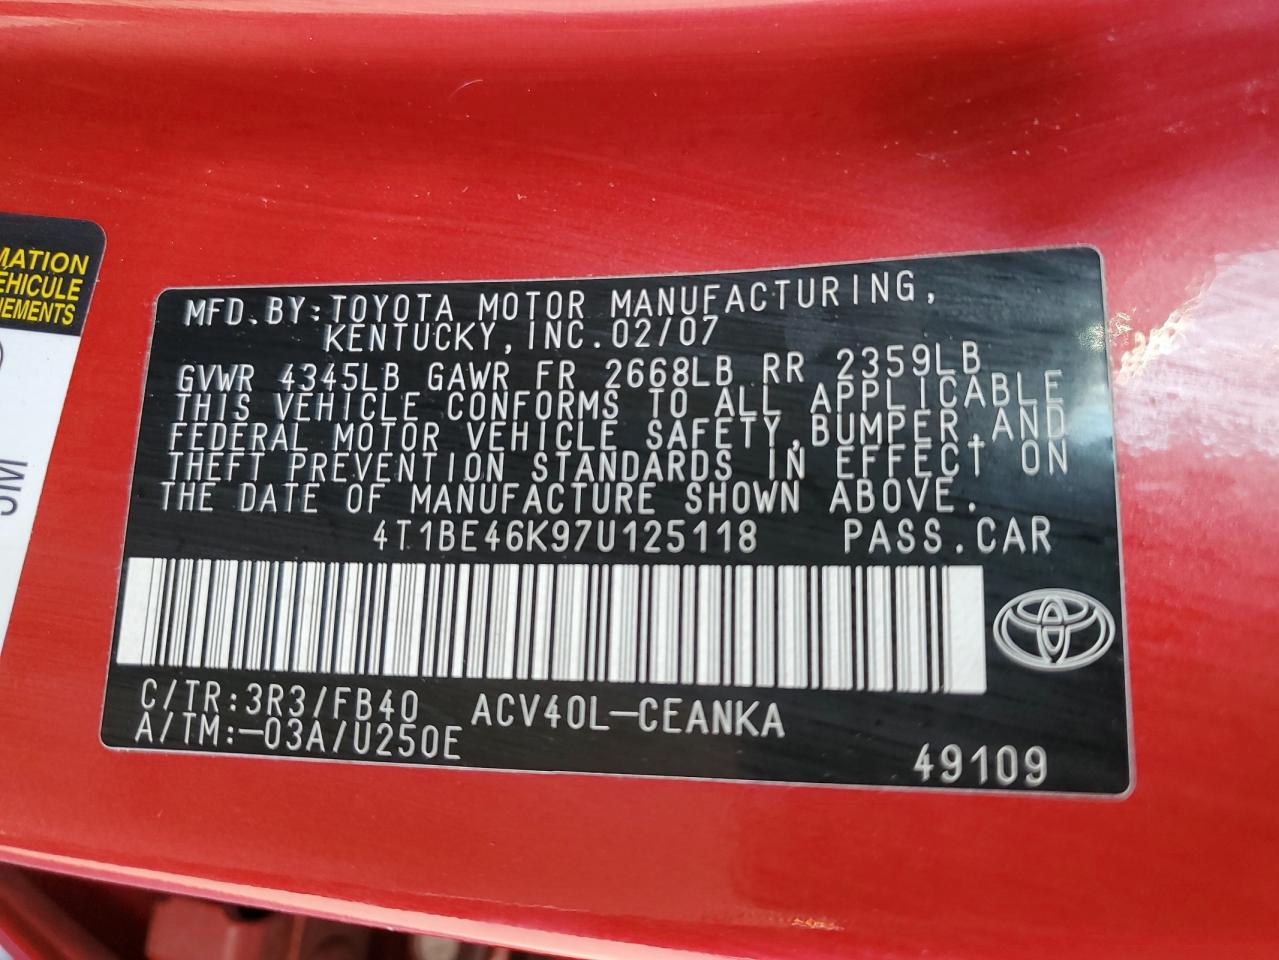 MATION
EHICULE
NEMENTS
MFD.BY:TOYOTA MOTOR MANUFACTURING,
KENTUCKY, INC. 02/07
GVWR 4345LB GAWR FR 2668LB RR 2359LB
THIS VEHICLE CONFORMS TO ALL APPLICABLE
FEDERAL MOTOR VEHICLE SAFETY,BUMPER,AND
THEFT PREVENTION STANDARDS IN EFFECT ON
THE DATE OF MANUFACTURE SHOWN ABOVE.
4T1BE46K97U125118 PASS.CAR
C/TR:3R3/FB40 ACV40L-CEANKA
A/TM:-03A/U250E
49109